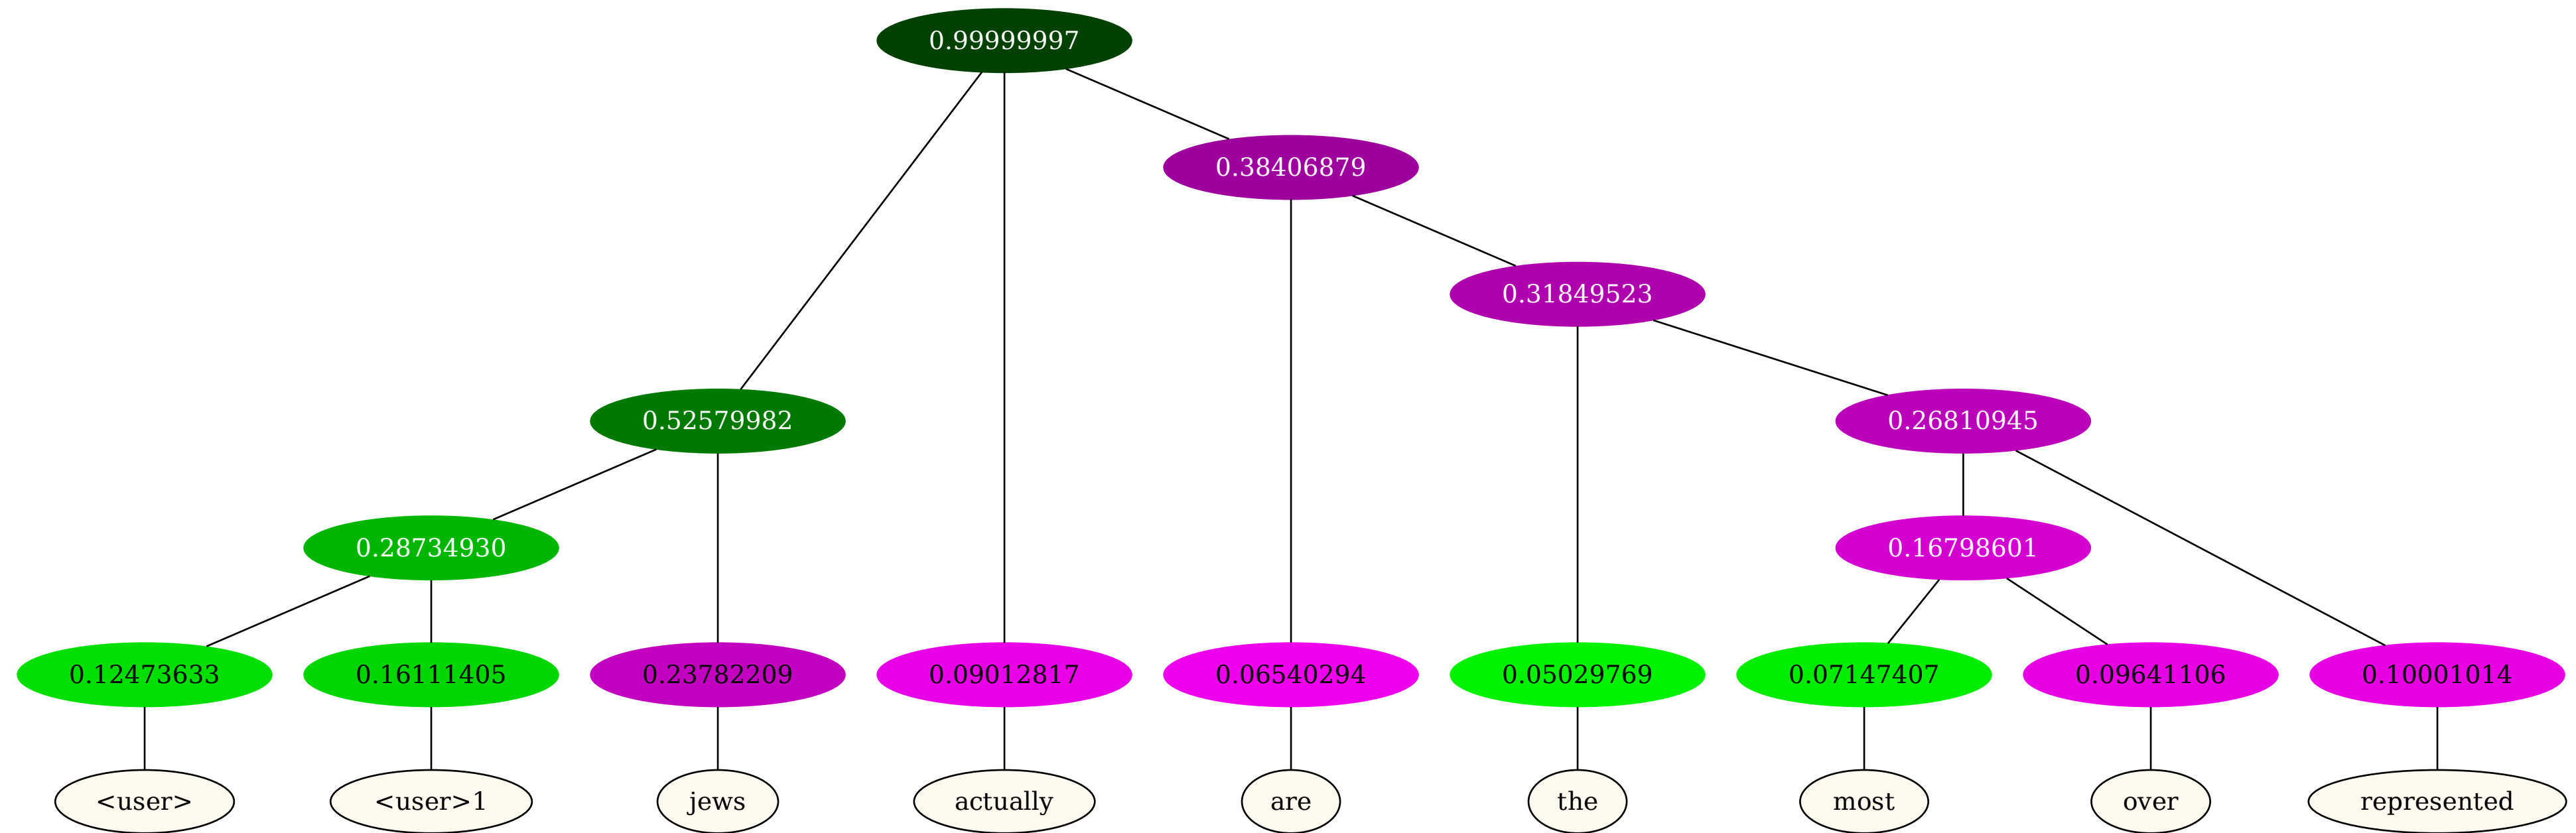 0.99999997
0.38406879
0.31849523
0.52579982 0.26810945
0.28734930 0.16798601
0.12473633 0.16111405 0.23782209 0.09012817 0.06540294 0.05029769 0.07147407 0.09641106 0.10001014
<user> <user>1 jews actually are the most over represented